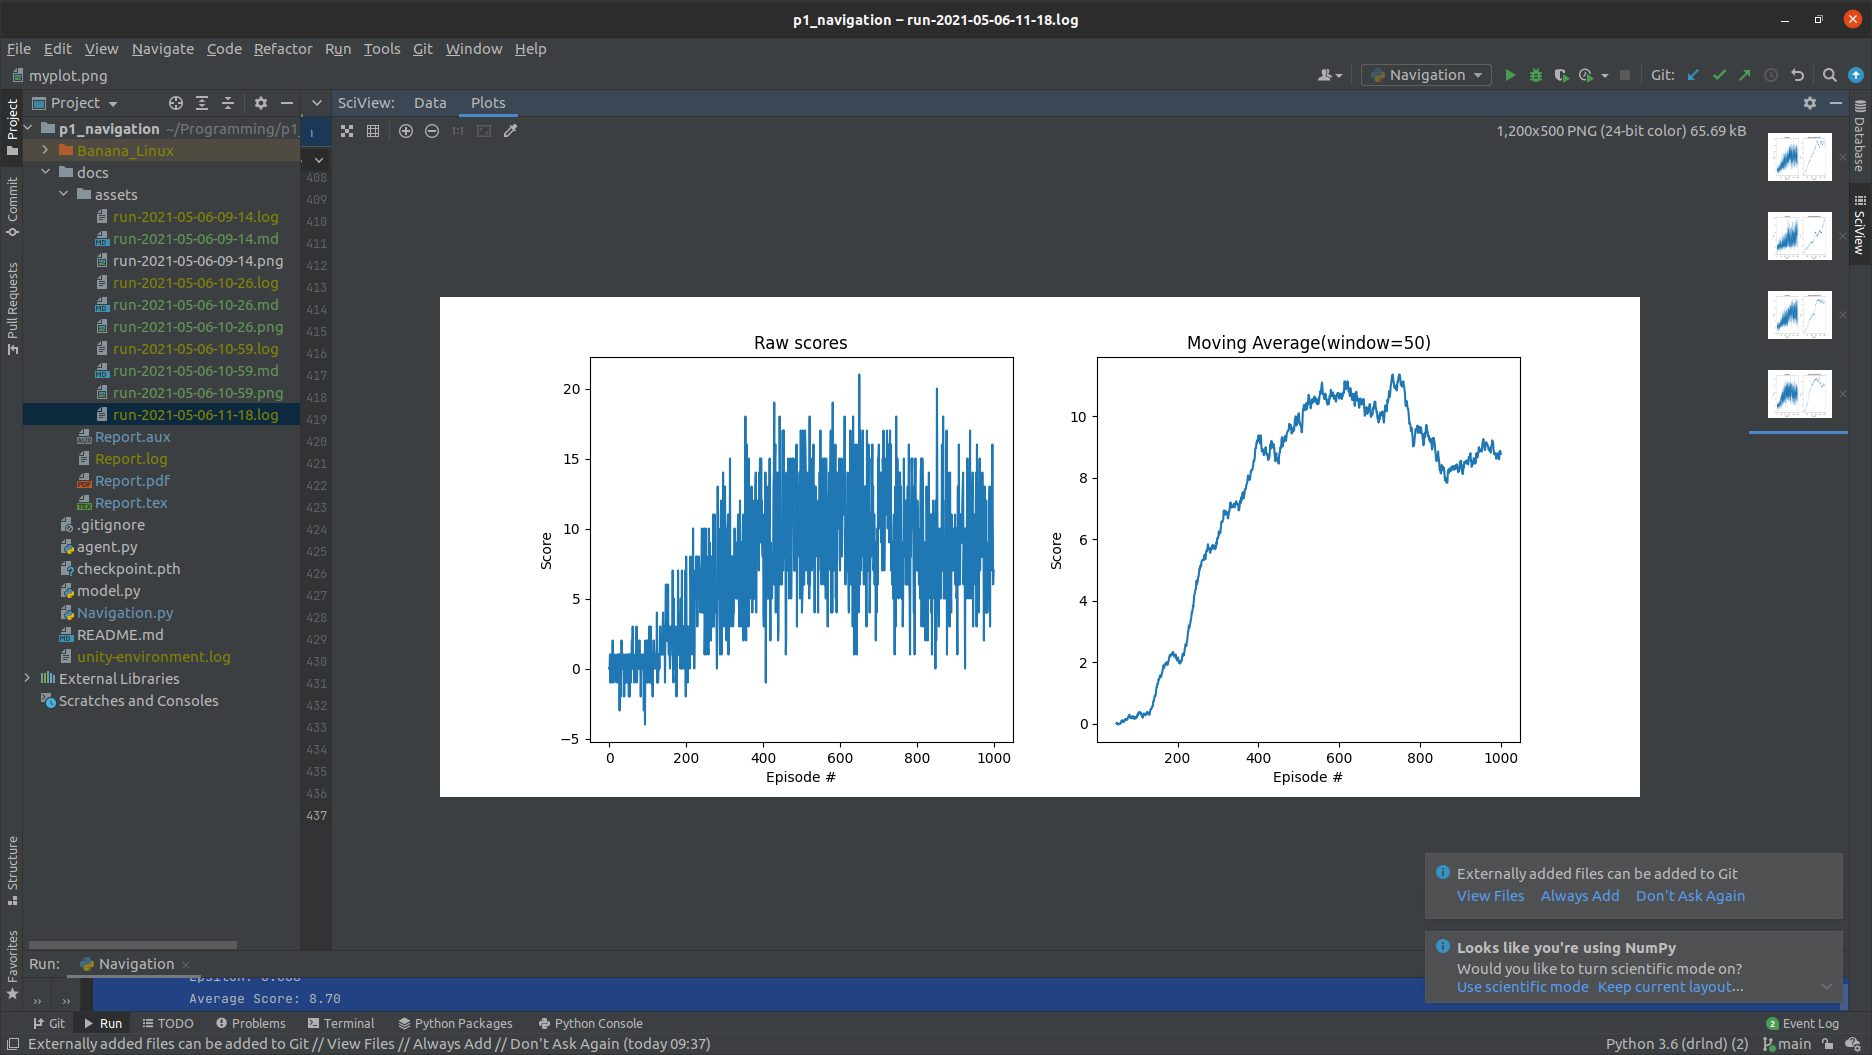 p1_navigation – run-2021-05-06-11-18.log
File Edit View Navigate Code Refactor Run Tools Git Window Help
myplot.png
Navigation
Git:
Project
SciView: Data Plots
1:1
1,200x500 PNG (24-bit color) 65.69 kB
Project
Commit
Pull Requests
Structure
Favorites
p1_navigation ~/Programming/p1_
Banana_Linux
docs
assets
run-2021-05-06-09-14.log
run-2021-05-06-09-14.md
run-2021-05-06-09-14.png
run-2021-05-06-10-26.log
run-2021-05-06-10-26.md
run-2021-05-06-10-26.png
run-2021-05-06-10-59.log
run-2021-05-06-10-59.md
run-2021-05-06-10-59.png
run-2021-05-06-11-18.log
Report.aux
Report.log
Report.pdf
Report.tex
.gitignore
agent.py
checkpoint.pth
model.py
Navigation.py
README.md
unity-environment.log
External Libraries
Scratches and Consoles
408
409
410
411
412
413
414
415
416
417
418
419
420
421
422
423
424
425
426
427
428
429
430
431
432
433
434
435
436
437
Raw scores
Score
20
15
10
5
0
−5
0 200 400 600 800 1000
Episode #
Moving Average(window=50)
Score
10
8
6
4
2
0
200 400 600 800 1000
Episode #
Database
SciView
Externally added files can be added to Git
View Files Always Add Don't Ask Again
Looks like you're using NumPy
Would you like to turn scientific mode on?
Use scientific mode Keep current layout...
Run: Navigation
Average Score: 8.70
Git Run TODO Problems Terminal Python Packages Python Console
2 Event Log
Externally added files can be added to Git // View Files // Always Add // Don't Ask Again (today 09:37)
Python 3.6 (drlnd) (2) main